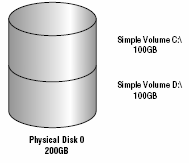 Simple Volume C:\
100GB
Simple Volume D:\
100GB
Physical Disk 0
200GB